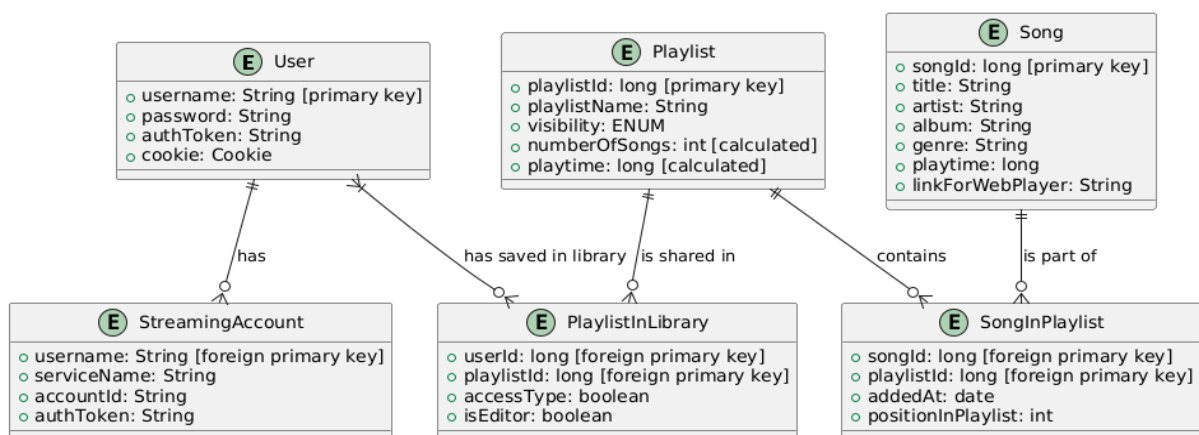 E User
username: String [primary key]
password: String
authToken: String
cookie: Cookie
E Playlist
playlistId: long [primary key]
playlistName: String
visibility: ENUM
numberOfSongs: int [calculated]
playtime: long [calculated]
E Song
songId: long [primary key]
title: String
artist: String
album: String
genre: String
playtime: long
linkForWebPlayer: String
has
has saved in library
is shared in
contains
is part of
E StreamingAccount
username: String [foreign primary key]
serviceName: String
accountId: String
authToken: String
E PlaylistInLibrary
userId: long [foreign primary key]
playlistId: long [foreign primary key]
accessType: boolean
isEditor: boolean
E SongInPlaylist
songId: long [foreign primary key]
playlistId: long [foreign primary key]
addedAt: date
positionInPlaylist: int